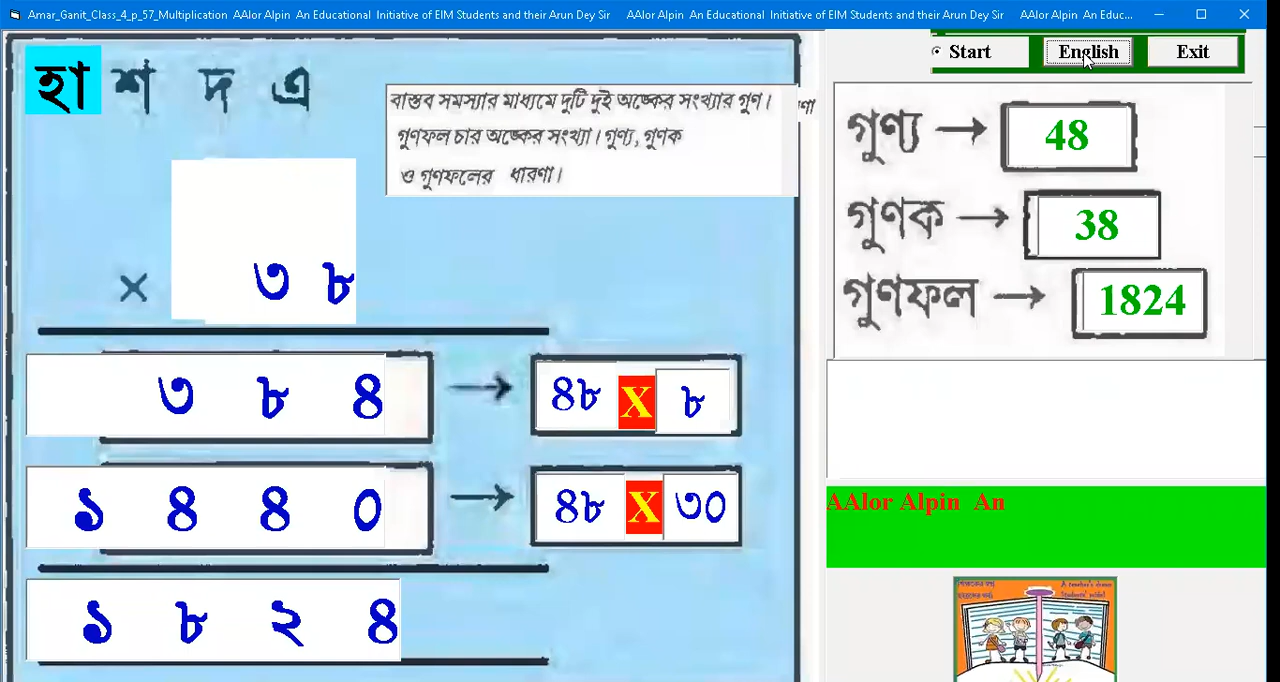 Amar_Ganit_Class_4_p_57_Multiplication AAlor Alpin An Educational Initiative of EIM Students and their Arun Dey Sir AAlor Alpin An Educational Initiative of EIM Students and their Arun Dey Sir AAlor Alpin An Educ...
Start English Exit
হা শ দ এ
বাস্তব সমস্যার মাধ্যমে দুটি দুই অঙ্কের সংখ্যার গুণ।
গুণফল চার অঙ্কের সংখ্যা। গুণ্য, গুণক
ও গুণফলের ধারণা।
গুণ্য → 48
গুণক → 38
গুণফল → 1824
× ৩ ৮
৩ ৮ ৪ → ৪৮ X ৮
১ ৪ ৪ ০ → ৪৮ X ৩০
১ ৮ ২ ৪
AAlor Alpin An